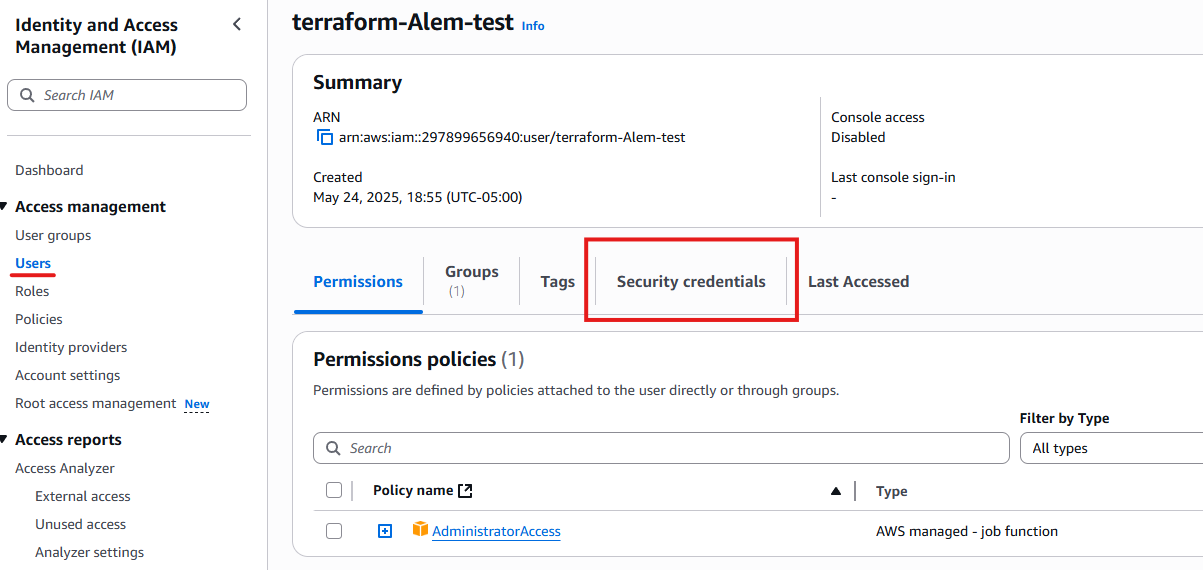 Identity and Access
Management (IAM)
Search IAM
Dashboard
Access management
User groups
Users
Roles
Policies
Identity providers
Account settings
Root access management New
Access reports
Access Analyzer
External access
Unused access
Analyzer settings
terraform-Alem-test Info
Summary
ARN
arn:aws:iam::297899656940:user/terraform-Alem-test
Created
May 24, 2025, 18:55 (UTC-05:00)
Console access
Disabled
Last console sign-in
-
Permissions
Groups
(1)
Tags
Security credentials
Last Accessed
Permissions policies (1)
Permissions are defined by policies attached to the user directly or through groups.
Filter by Type
Search
All types
Policy name
Type
AdministratorAccess
AWS managed - job function